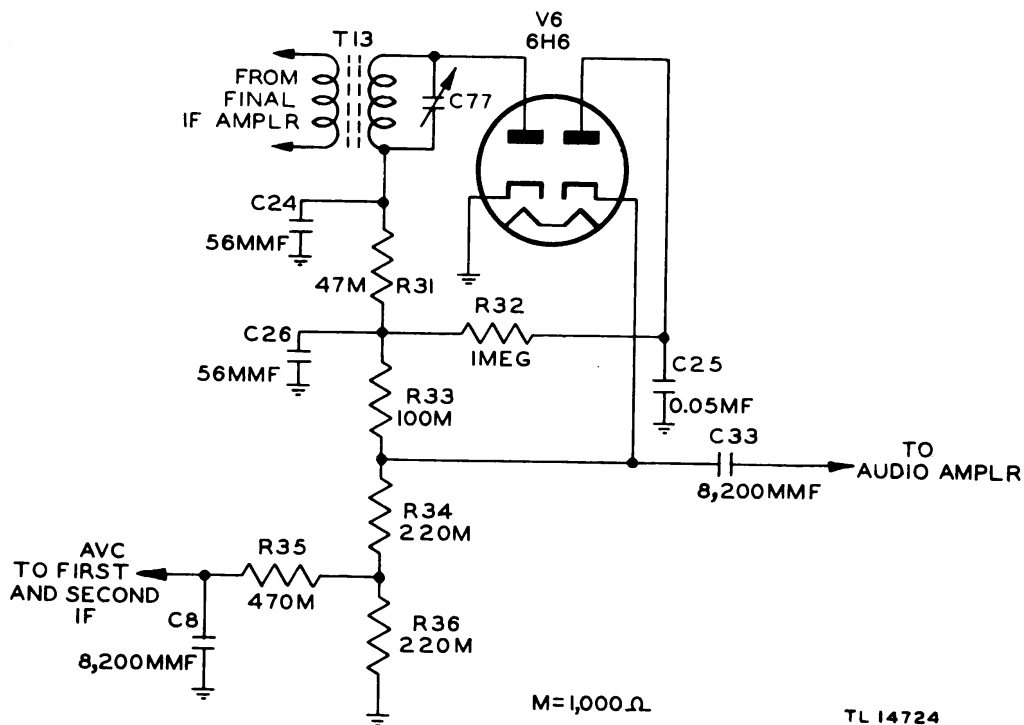 V6
6H6
T13
FROM
FINAL
IF AMPLR
C77
C24
56MMF
47M
R31
R32
1MEG
C26
56MMF
C25
0.05MF
R33
100M
C33
8,200MMF
TO
AUDIO AMPLR
R34
220M
AVC
TO FIRST
AND SECOND
IF
R35
470M
C8
8,200MMF
R36
220M
M=1,000Ω
TL 14724